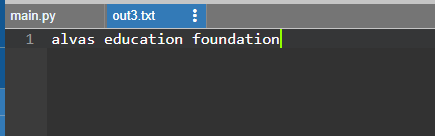 main.py out3.txt
1 alvas education foundation